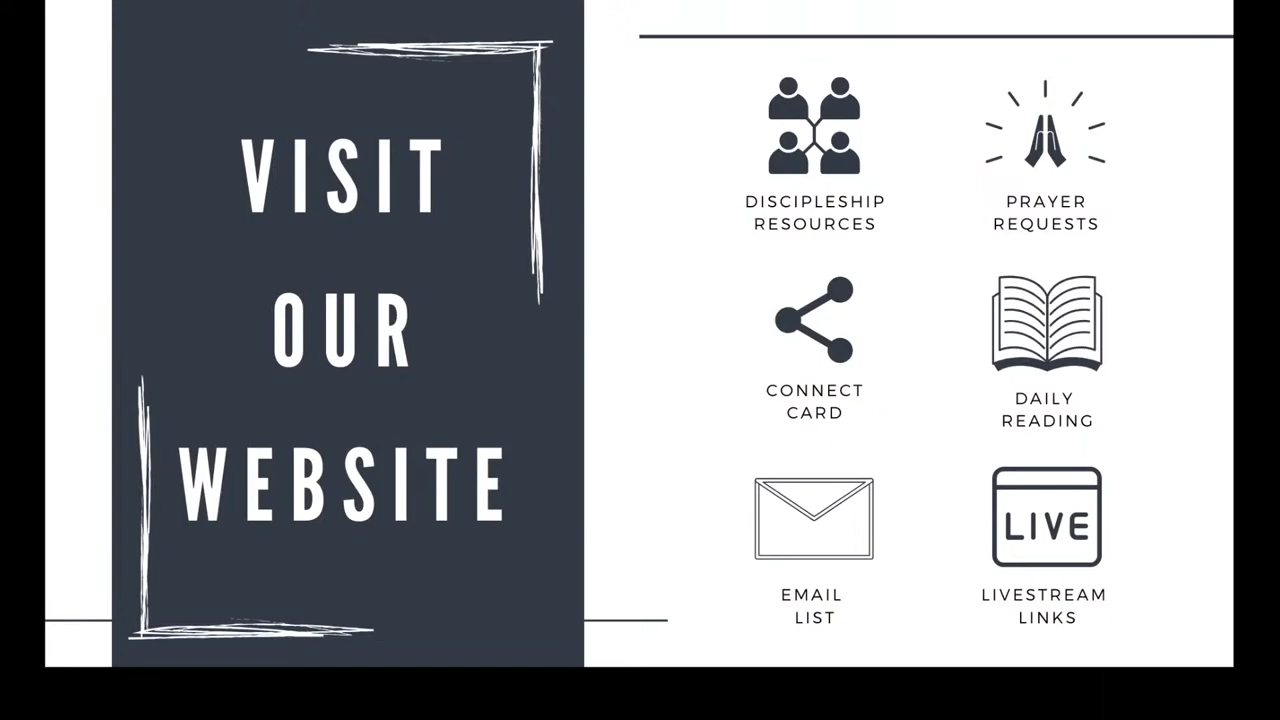 VISIT
OUR
WEBSITE
DISCIPLESHIP
RESOURCES
PRAYER
REQUESTS
CONNECT
CARD
DAILY
READING
EMAIL
LIST
LIVE
LIVESTREAM
LINKS